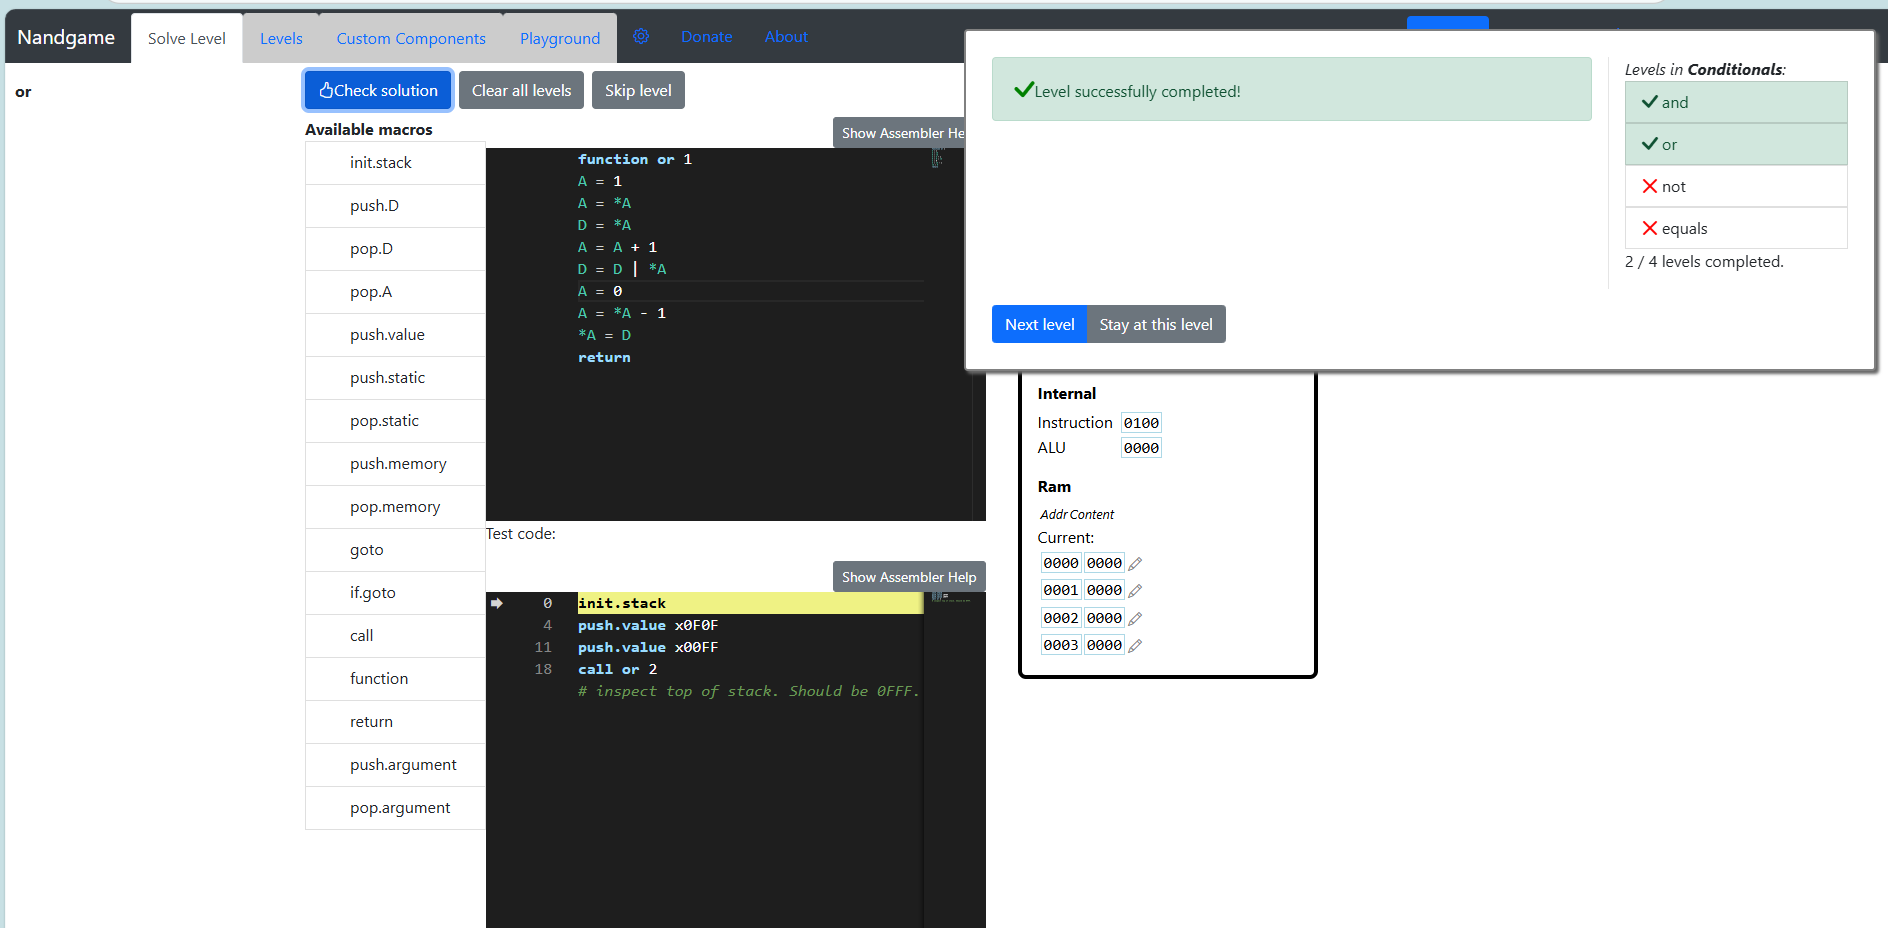 Nandgame
Solve Level
Levels
Custom Components
Playground
Donate
About
or
Check solution
Clear all levels
Skip level
Available macros
init.stack
push.D
pop.D
pop.A
push.value
push.static
pop.static
push.memory
pop.memory
goto
if.goto
call
function
return
push.argument
pop.argument
Show Assembler He
function or 1
A = 1
A = *A
D = *A
A = A + 1
D = D | *A
A = 0
A = *A - 1
*A = D
return
Test code:
Show Assembler Help
0 init.stack
4 push.value x0F0F
11 push.value x00FF
18 call or 2
# inspect top of stack. Should be 0FFF.
Level successfully completed!
Next level
Stay at this level
Levels in Conditionals:
and
or
not
equals
2 / 4 levels completed.
Internal
Instruction 0100
ALU 0000
Ram
Addr Content
Current:
0000 0000
0001 0000
0002 0000
0003 0000